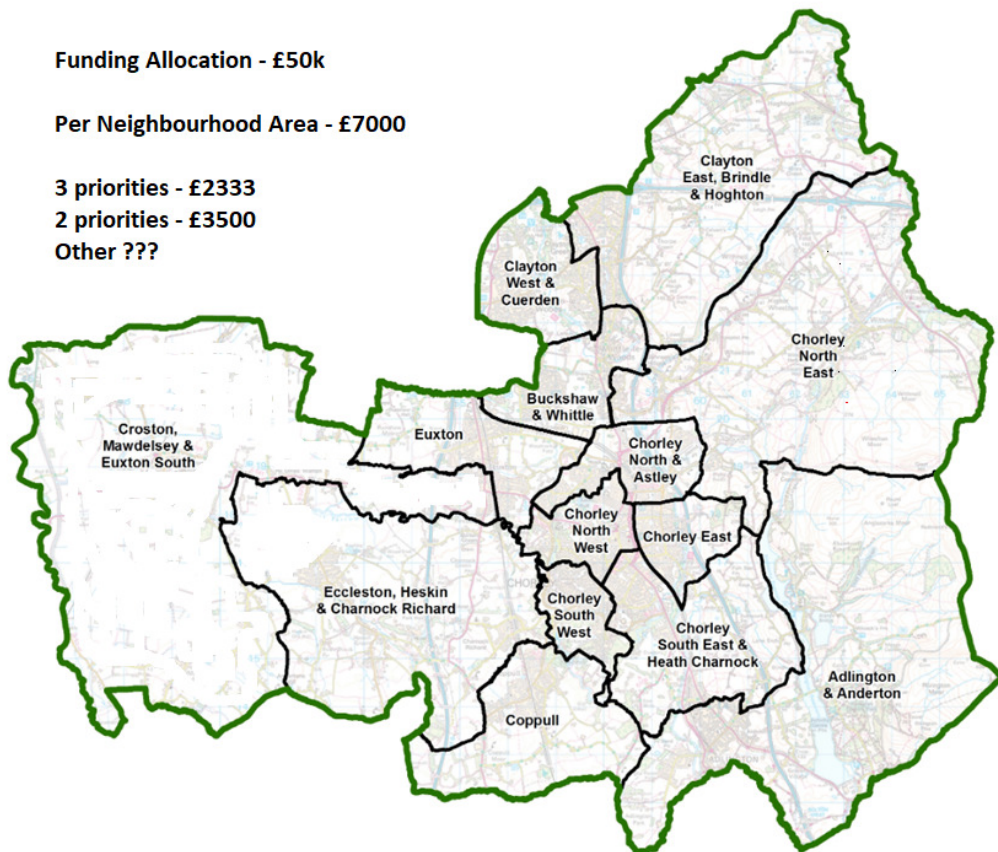 Funding Allocation - £50k
Per Neighbourhood Area - £7000
3 priorities - £2333
2 priorities - £3500
Other ???
Clayton
East, Brindle
& Hoghton
Clayton
West &
Cuerden
Chorley
North
East
Buckshaw
& Whittle
Croston,
Mawdelsey &
Euxton South
Euxton
Chorley
North &
Astley
Chorley
North
West
Chorley East
Eccleston, Heskin
& Charnock Richard
Chorley
South
West
Chorley
South East &
Heath Charnock
Adlington
& Anderton
Coppull